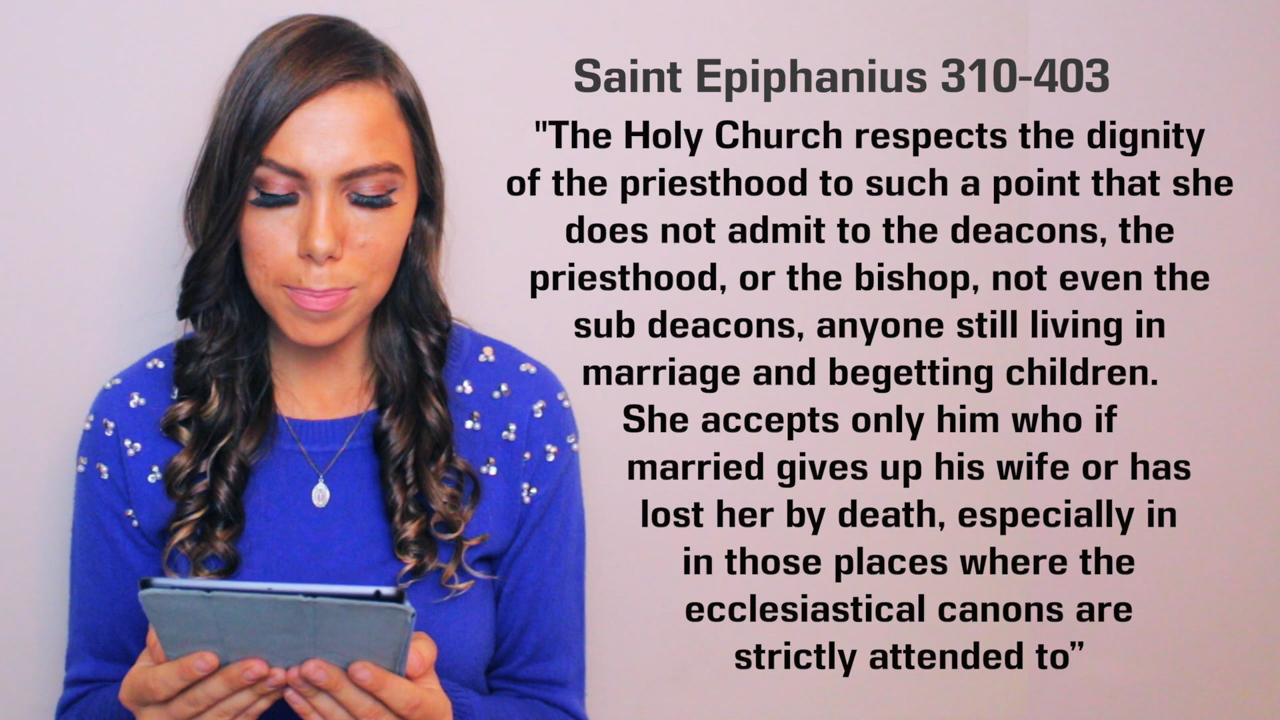 Saint Epiphanius 310-403
"The Holy Church respects the dignity
of the priesthood to such a point that she
does not admit to the deacons, the
priesthood, or the bishop, not even the
sub deacons, anyone still living in
marriage and begetting children.
She accepts only him who if
married gives up his wife or has
lost her by death, especially in
in those places where the
ecclesiastical canons are
strictly attended to”